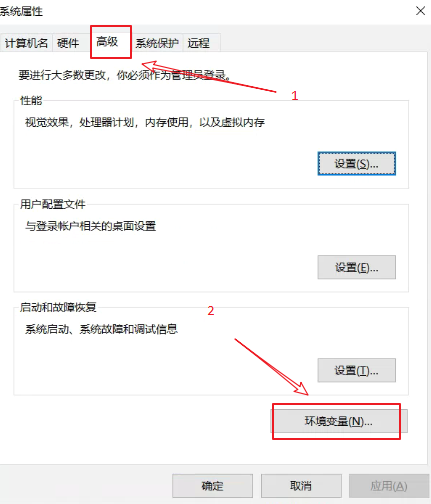 系统属性
计算机名 硬件 高级 系统保护 远程
要进行大多数更改，你必须作为管理员登录。
1
性能
视觉效果，处理器计划，内存使用，以及虚拟内存
设置(S)...
用户配置文件
与登录帐户相关的桌面设置
设置(E)...
启动和故障恢复
2
系统启动、系统故障和调试信息
设置(T)...
环境变量(N)...
确定 取消 应用(A)